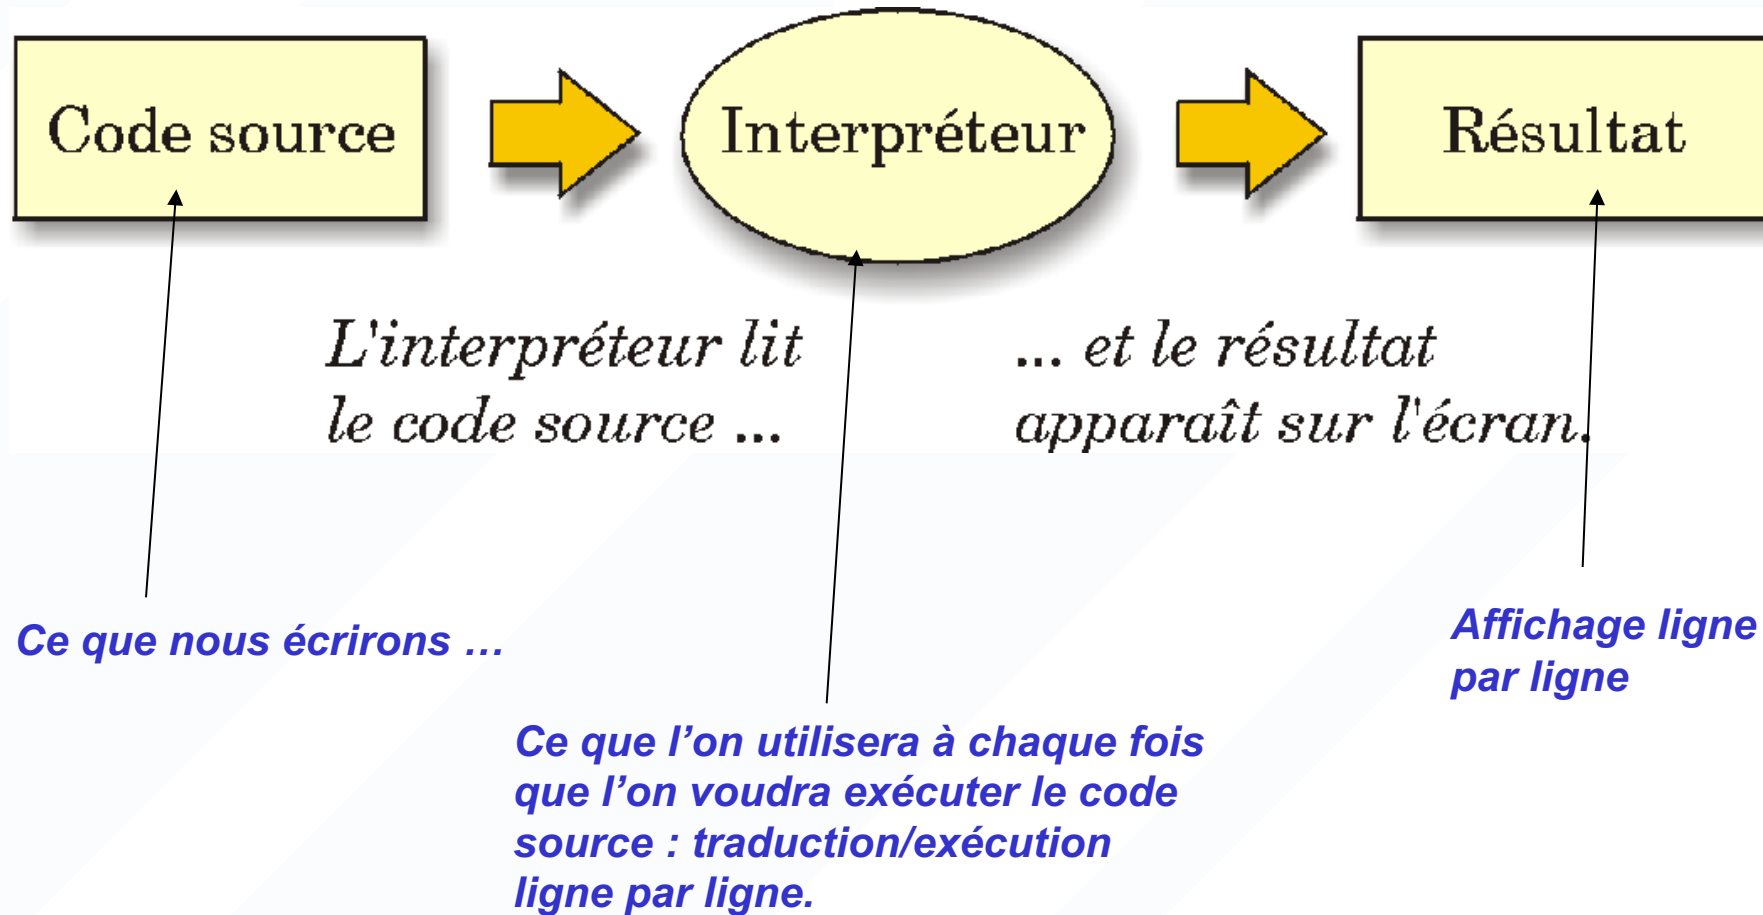 Code source
Interpréteur
Résultat
L'interpréteur lit
le code source ...
... et le résultat
apparaît sur l'écran.
Ce que nous écrirons …
Affichage ligne
par ligne
Ce que l’on utilisera à chaque fois
que l’on voudra exécuter le code
source : traduction/exécution
ligne par ligne.